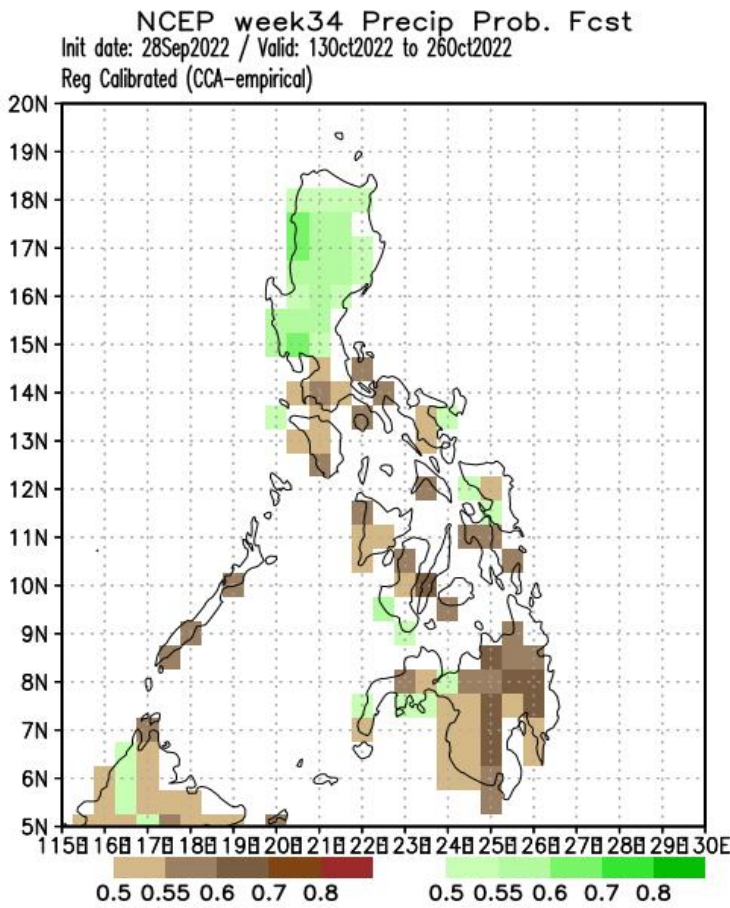 NCEP week34 Precip Prob. Fcst
Init date: 28Sep2022 / Valid: 13Oct2022 to 26Oct2022
Reg Calibrated (CCA-empirical)
20N
19N
18N
17N
16N
15N
14N
13N
12N
11N
10N
9N
8N
7N
6N
5N
115E 116E 117E 118E 119E 120E 121E 122E 123E 124E 125E 126E 127E 128E 129E 130E
0.5 0.55 0.6 0.7 0.8 0.5 0.55 0.6 0.7 0.8